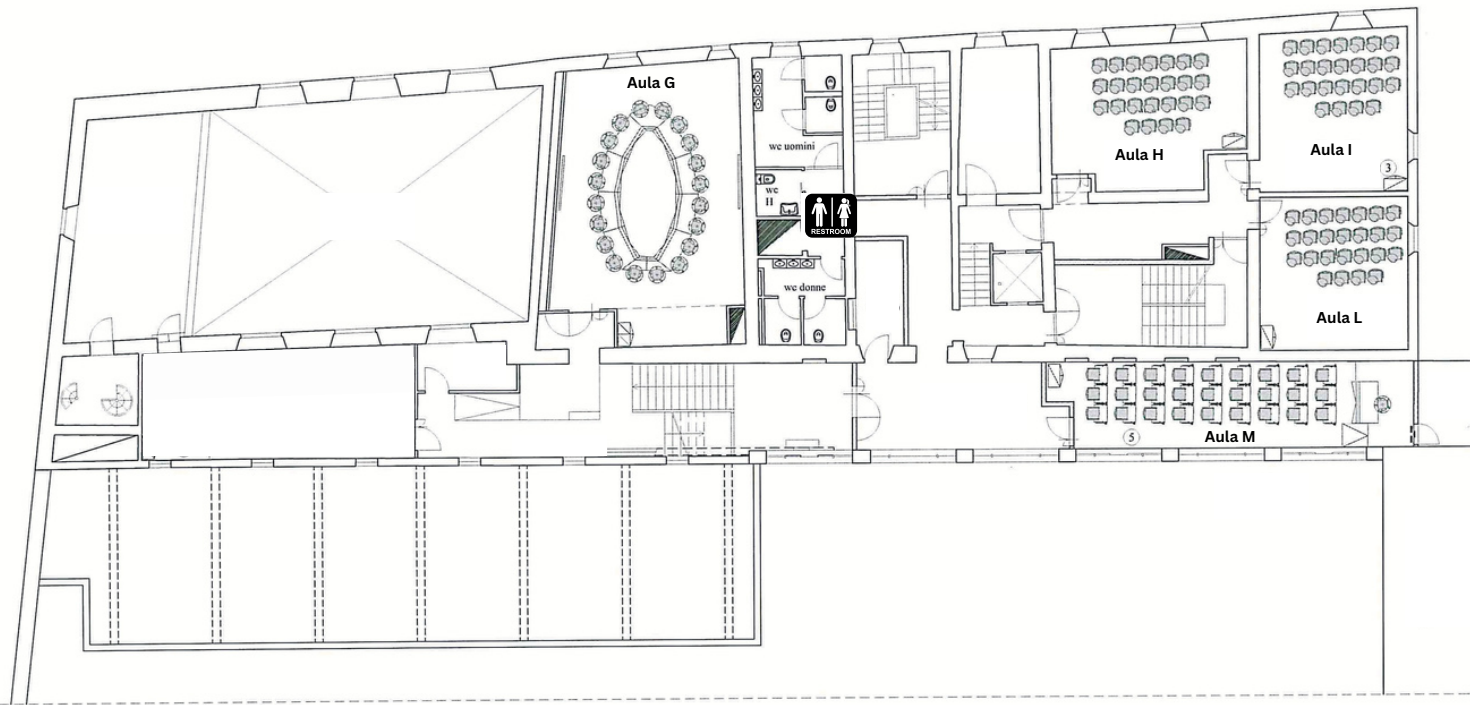 Aula G
wc uomini
wc
H
RESTROOM
wc donne
Aula H
Aula I
3
Aula L
Aula M
5